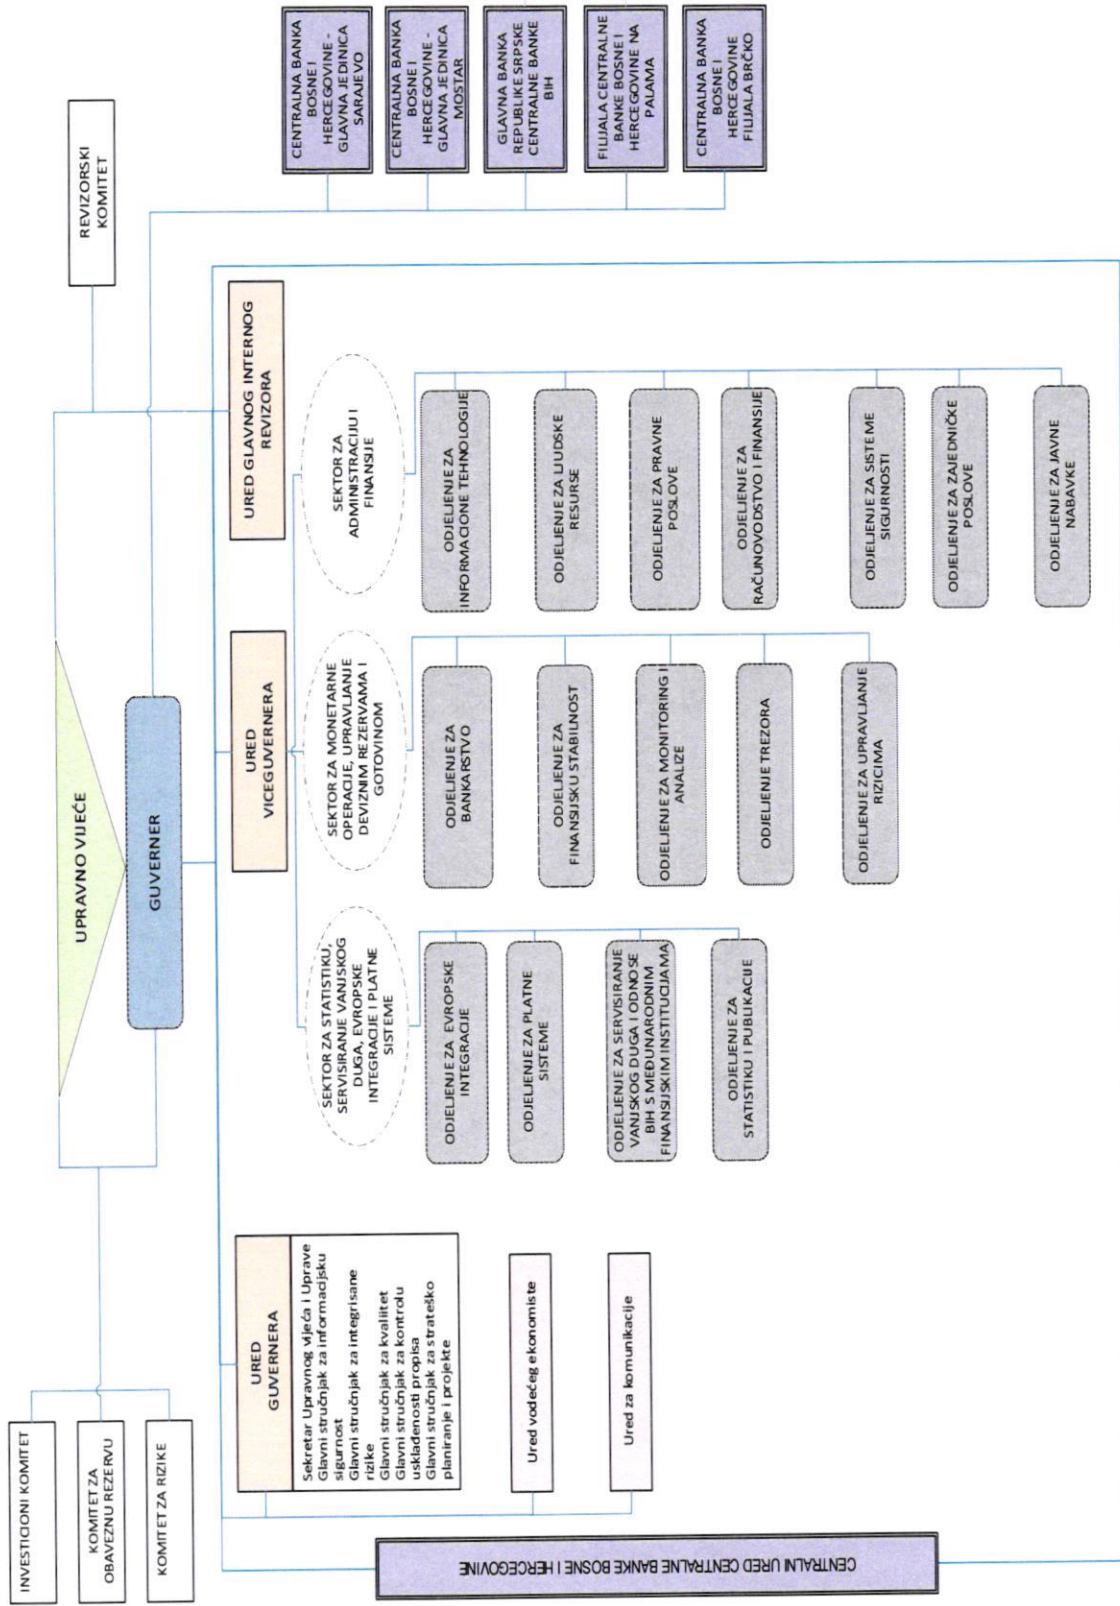 UPRAVNO VIJEĆE
GUVERNER
INVESTICIONI KOMITET
KOMITET ZA
OBAVEZNU REZERVU
KOMITET ZA RIZIKE
REVIZORSKI
KOMITET
URED
GUVERNERA
Sekretar Upravnog vijeća i Uprave
Glavni stručnjak za informacijsku
sigurnost
Glavni stručnjak za integrisane
rizike
Glavni stručnjak za kvalitet
Glavni stručnjak za kontrolu
usklađenosti propisa
Glavni stručnjak za strateško
planiranje i projekte
Ured vodećeg ekonomiste
Ured za komunikacije
URED
VICEGUVERNERA
URED GLAVNOG INTERNOG
REVIZORA
SEKTOR ZA STATISTIKU,
SERVISIRANJE VANJSKOG
DUGA, EVROPSKE
INTEGRACIJE I PLATNE
SISTEME
ODJELJENJE ZA EVROPSKE
INTEGRACIJE
ODJELJENJE ZA PLATNE
SISTEME
ODJELJENJE ZA SERVISIRANJE
VANJSKOG DUGA I ODNOSE
BIH S MEĐUNARODNIM
FINANSIJSKIM INSTITUCIJAMA
ODJELJENJE ZA
STATISTIKU I PUBLIKACIJE
SEKTOR ZA MONETARNE
OPERACIJE, UPRAVLJANJE
DEVIZNIM REZERVAMA I
GOTOVINOM
ODJELJENJE ZA
BANKARSTVO
ODJELJENJE ZA
FINANSIJSKU STABILNOST
ODJELJENJE ZA MONITORING I
ANALIZE
ODJELJENJE TREZORA
ODJELJENJE ZA UPRAVLJANJE
RIZICIMA
SEKTOR ZA
ADMINISTRACIJU I
FINANSIJE
ODJELJENJE ZA
INFORMACIONE TEHNOLOGIJE
ODJELJENJE ZA LJUDSKE
RESURSE
ODJELJENJE ZA PRAVNE
POSLOVE
ODJELJENJE ZA
RAČUNOVODSTVO I FINANSIJE
ODJELJENJE ZA SISTEME
SIGURNOSTI
ODJELJENJE ZA ZAJEDNIČKE
POSLOVE
ODJELJENJE ZA JAVNE
NABAVKE
CENTRALNA BANKA
BOSNE I
HERCEGOVINE -
GLAVNA JEDINICA
SARAJEVO
CENTRALNA BANKA
BOSNE I
HERCEGOVINE -
GLAVNA JEDINICA
MOSTAR
GLAVNA BANKA
REPUBLIKE SRPSKE
CENTRALNE BANKE
BIH
FILIJALA CENTRALNE
BANKE BOSNE I
HERCEGOVINE NA
PALAMA
CENTRALNA BANKA
BOSNE I
HERCEGOVINE
FILIJALA BRČKO
CENTRALNI URED CENTRALNE BANKE BOSNE I HERCEGOVINE